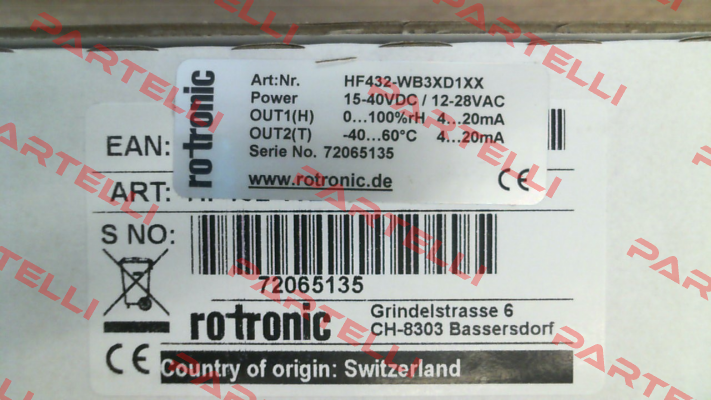 rotronic
Art:Nr. HF432-WB3XD1XX
Power 15-40VDC / 12-28VAC
OUT1(H) 0...100%rH 4...20mA
OUT2(T) -40...60°C 4...20mA
Serie No. 72065135
www.rotronic.de
CE
EAN:
ART:
S NO:
72065135
rotronic
Grindelstrasse 6
CH-8303 Bassersdorf
CE
Country of origin: Switzerland
PARTELLI
PARTELLI
PARTELLI
PARTELLI
PARTELLI
PARTELLI
PARTELLI